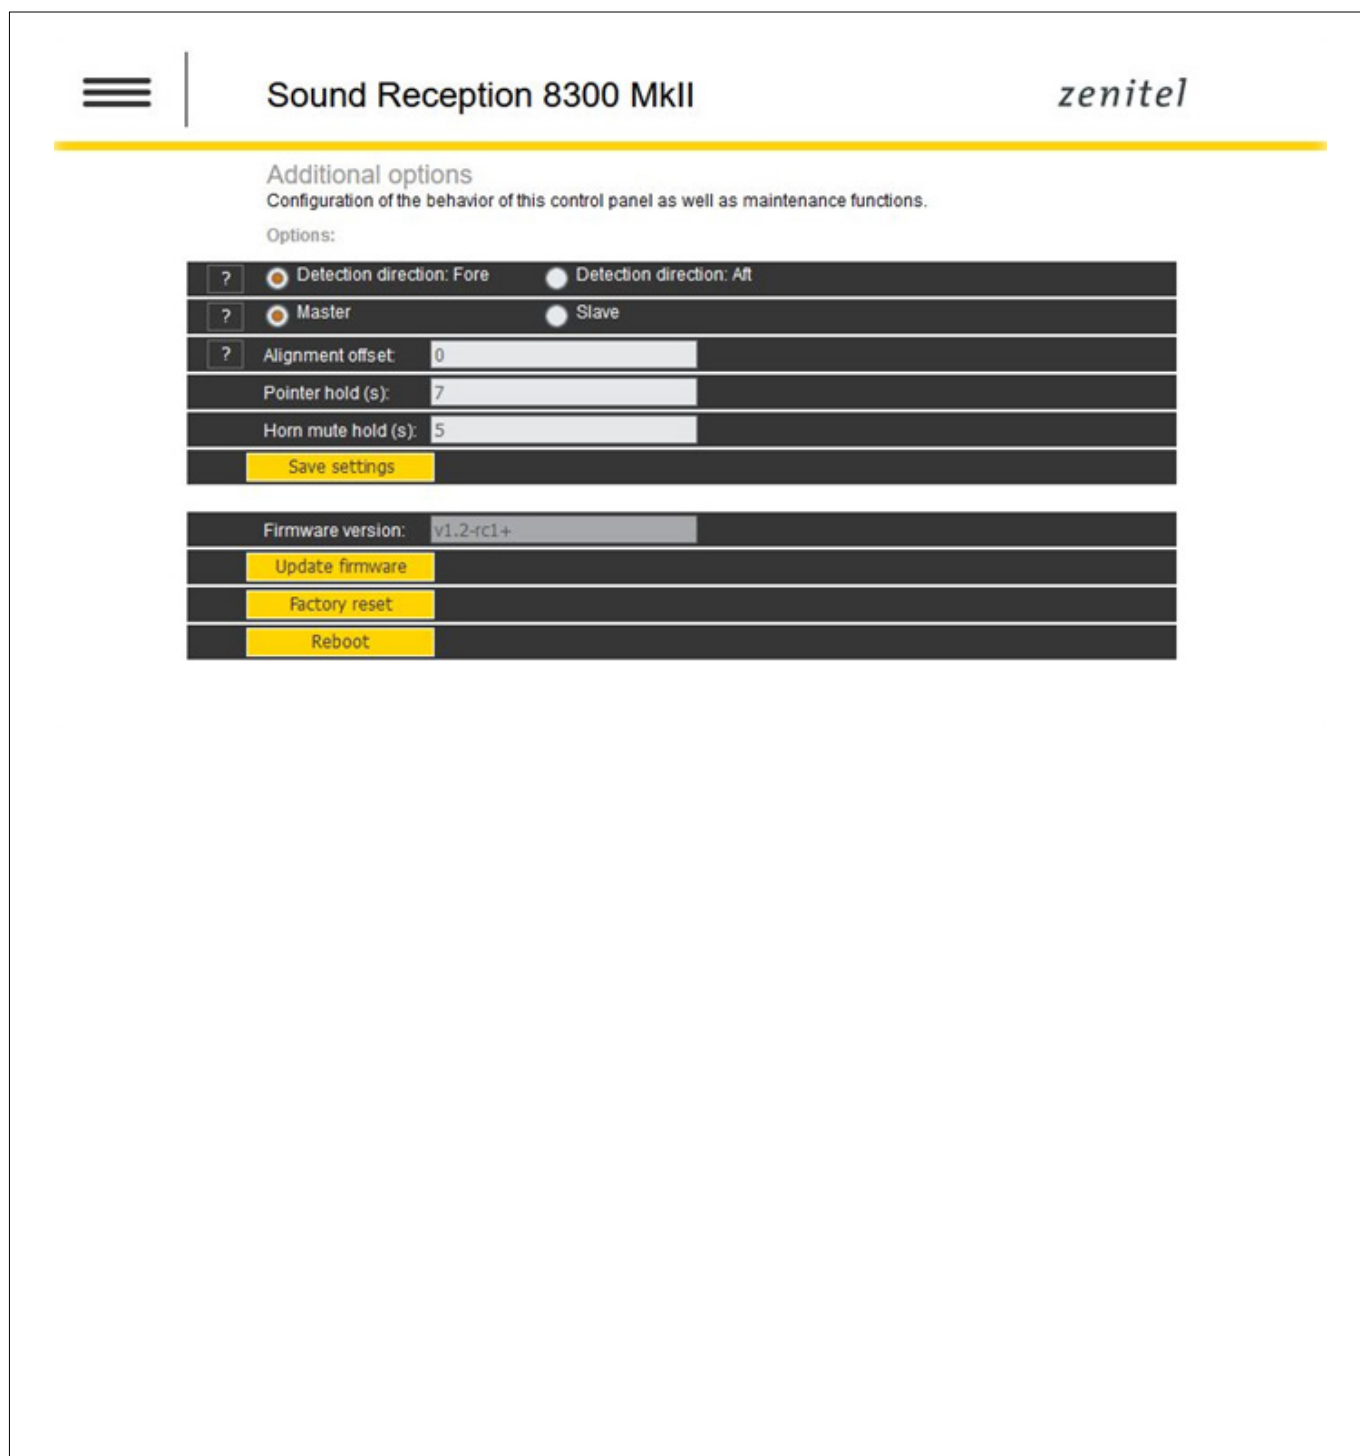 Sound Reception 8300 MkII
zenitel
Additional options
Configuration of the behavior of this control panel as well as maintenance functions.
Options:
? Detection direction: Fore Detection direction: Aft
? Master Slave
? Alignment offset: 0
Pointer hold (s): 7
Horn mute hold (s): 5
Save settings
Firmware version: v1.2-rc1+
Update firmware
Factory reset
Reboot